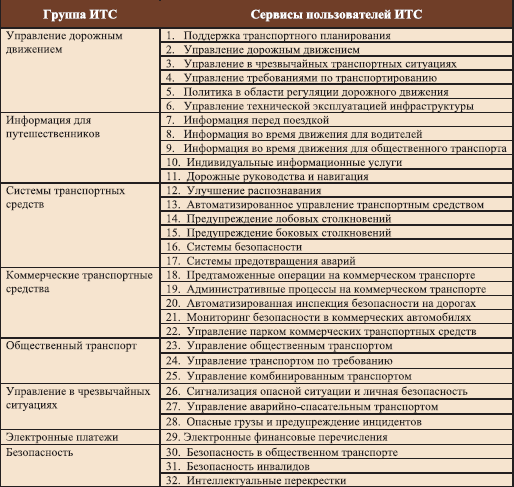 Группа ИТС
Сервисы пользователей ИТС
Управление дорожным
движением
1. Поддержка транспортного планирования
2. Управление дорожным движением
3. Управление в чрезвычайных транспортных ситуациях
4. Управление требованиями по транспортированию
5. Политика в области регуляции дорожного движения
6. Управление технической эксплуатацией инфраструктуры
Информация для
путешественников
7. Информация перед поездкой
8. Информация во время движения для водителей
9. Информация во время движения для общественного транспорта
10. Индивидуальные информационные услуги
11. Дорожные руководства и навигация
Системы транспортных
средств
12. Улучшение распознавания
13. Автоматизированное управление транспортным средством
14. Предупреждение лобовых столкновений
15. Предупреждение боковых столкновений
16. Системы безопасности
17. Системы предотвращения аварий
Коммерческие транспортные
средства
18. Предтаможенные операции на коммерческом транспорте
19. Административные процессы на коммерческом транспорте
20. Автоматизированная инспекция безопасности на дорогах
21. Мониторинг безопасности в коммерческих автомобилях
22. Управление парком коммерческих транспортных средств
Общественный транспорт
23. Управление общественным транспортом
24. Управление транспортом по требованию
25. Управление комбинированным транспортом
Управление в чрезвычайных
ситуациях
26. Сигнализация опасной ситуации и личная безопасность
27. Управление аварийно-спасательным транспортом
28. Опасные грузы и предупреждение инцидентов
Электронные платежи
29. Электронные финансовые перечисления
Безопасность
30. Безопасность в общественном транспорте
31. Безопасность инвалидов
32. Интеллектуальные перекрестки